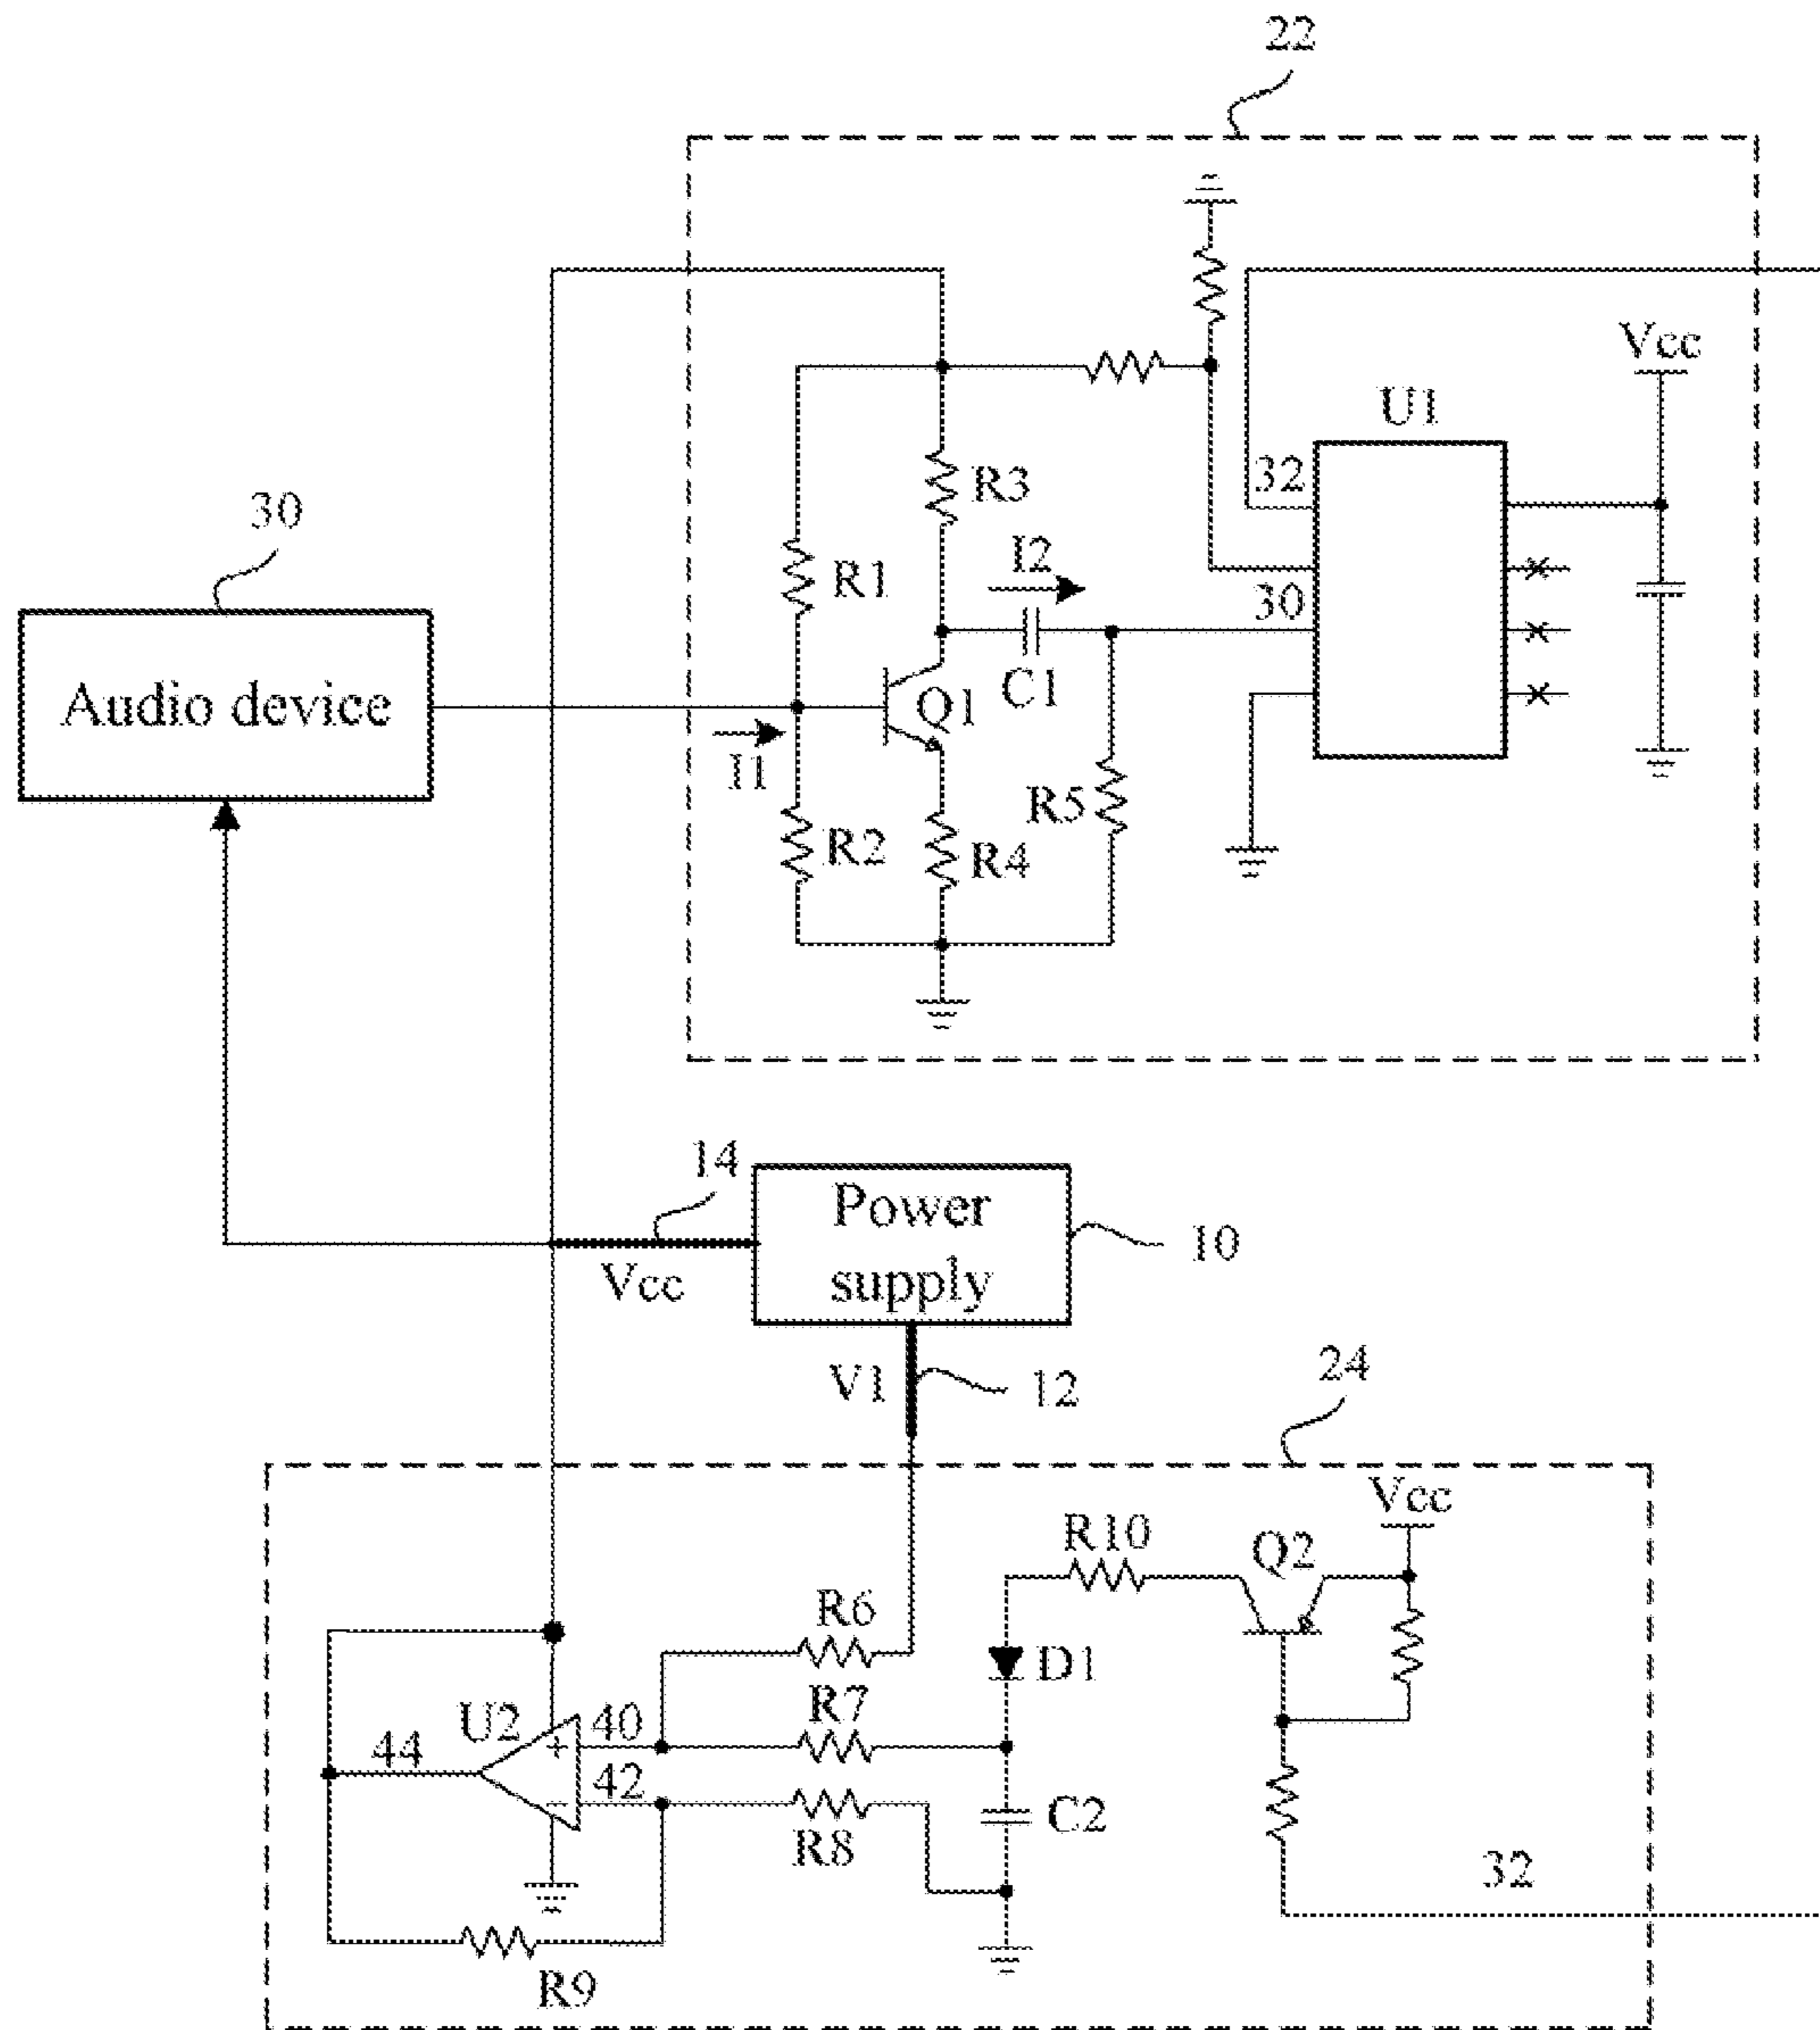 22
Vcc
U1
32
R3
30
I2
R1
30
Audio device
Q1
C1
I1
R5
R2
R4
14
Power
supply
10
Vcc
V1
12
24
Vcc
R10
Q2
R6
D1
R7
U2
40
+
44
42
-
C2
R8
32
R9